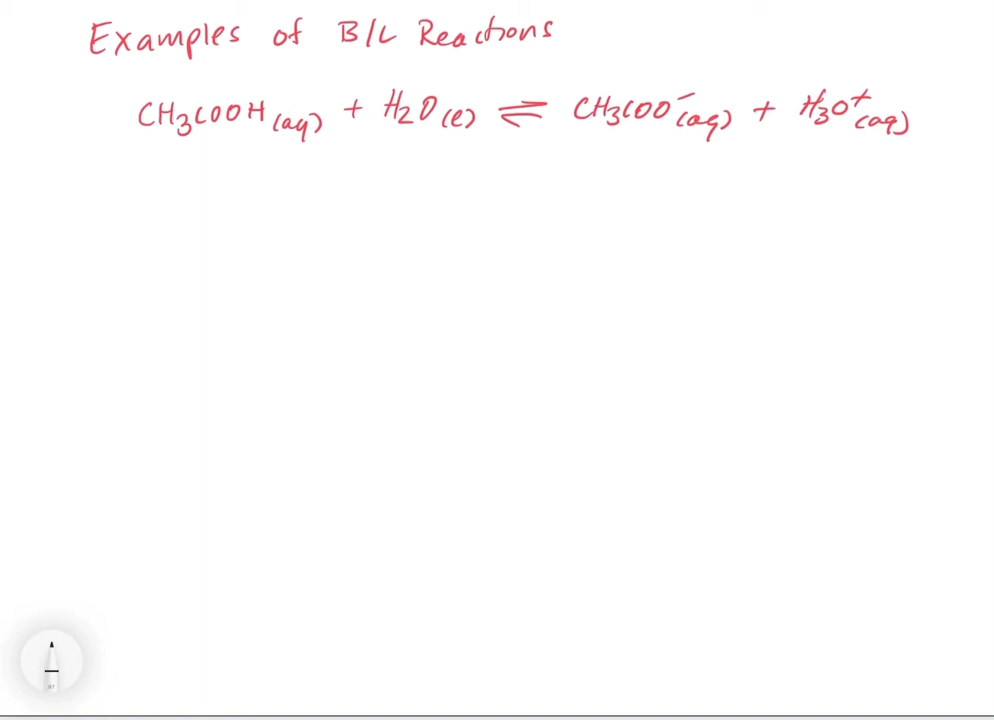 Examples of B/L Reactions
CH₃COOH(aq) + H₂O(l) ⇌ CH₃COO⁻(aq) + H₃O⁺(aq)